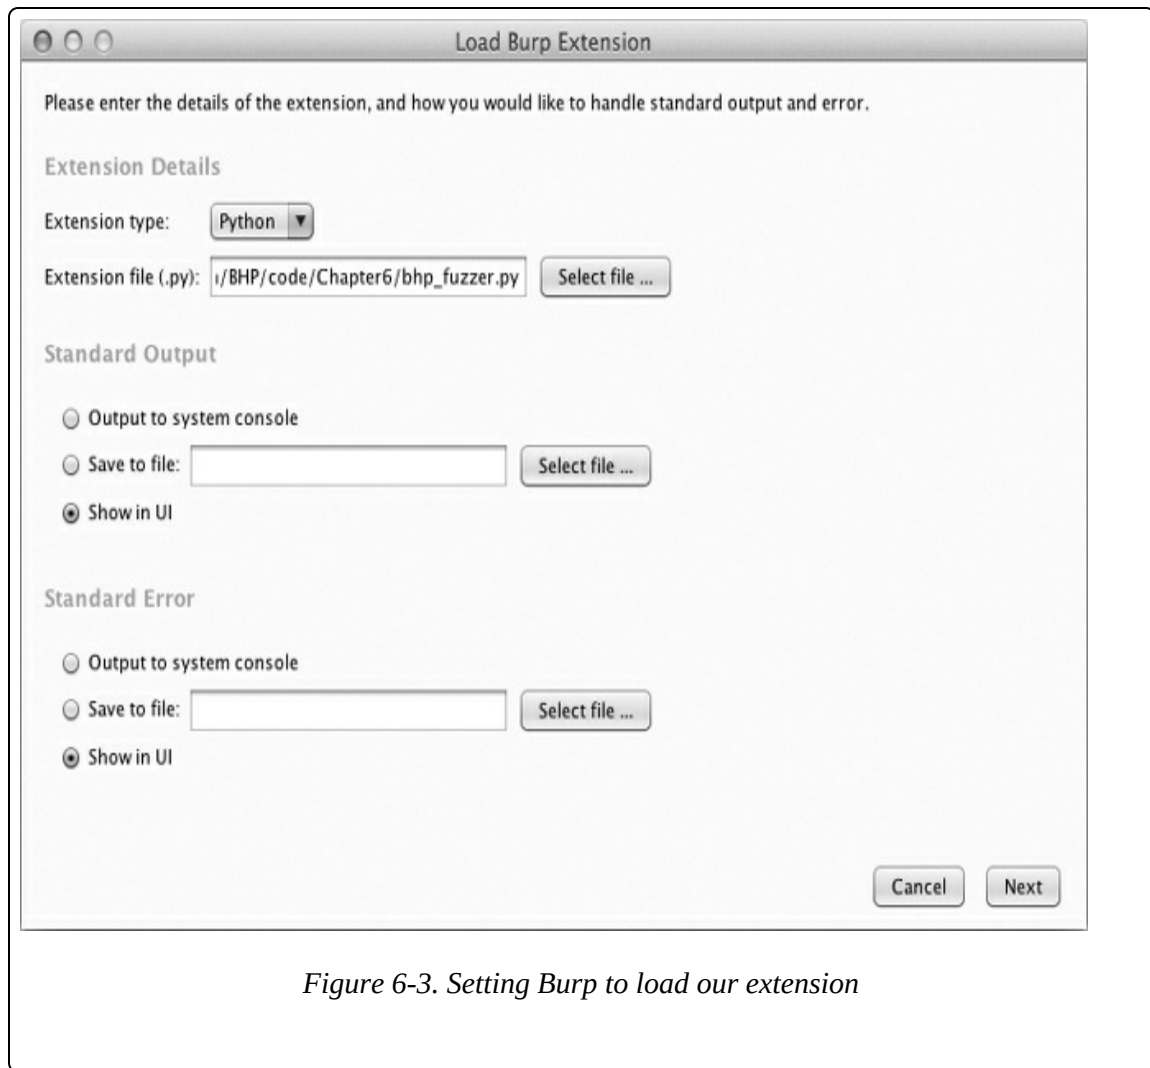 Load Burp Extension
Please enter the details of the extension, and how you would like to handle standard output and error.
Extension Details
Extension type: Python
Extension file (.py): /BHP/code/Chapter6/bhp_fuzzer.py Select file ...
Standard Output
Output to system console
Save to file: Select file ...
Show in UI
Standard Error
Output to system console
Save to file: Select file ...
Show in UI
Cancel Next
Figure 6-3. Setting Burp to load our extension